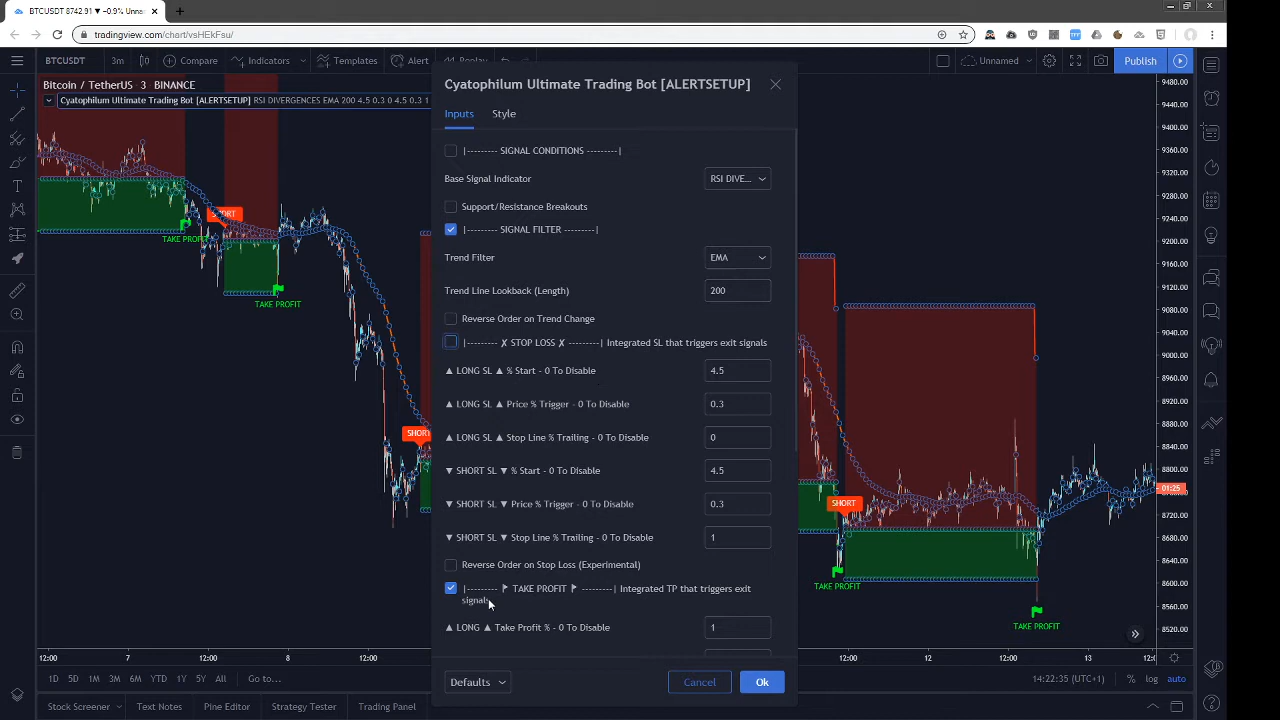 BTCUSDT 8742.91 ▼ −0.9% Unnar
tradingview.com/chart/vsHEkFsu/
BTCUSDT 3m Compare Indicators Templates Alert Replay Unnamed Publish
Bitcoin / TetherUS 3 BINANCE
Cyatophilum Ultimate Trading Bot [ALERTSETUP] RSI DIVERGENCES EMA 200 4.5 0.3 0 4.5 0.3 1
Cyatophilum Ultimate Trading Bot [ALERTSETUP]
Inputs Style
|--------- SIGNAL CONDITIONS ---------|
Base Signal Indicator RSI DIVE...
Support/Resistance Breakouts
|--------- SIGNAL FILTER ---------|
Trend Filter EMA
Trend Line Lookback (Length) 200
Reverse Order on Trend Change
|--------- ✗ STOP LOSS ✗ ---------| Integrated SL that triggers exit signals
▲ LONG SL ▲ % Start - 0 To Disable 4.5
▲ LONG SL ▲ Price % Trigger - 0 To Disable 0.3
▲ LONG SL ▲ Stop Line % Trailing - 0 To Disable 0
▼ SHORT SL ▼ % Start - 0 To Disable 4.5
▼ SHORT SL ▼ Price % Trigger - 0 To Disable 0.3
▼ SHORT SL ▼ Stop Line % Trailing - 0 To Disable 1
Reverse Order on Stop Loss (Experimental)
|--------- 🏴 TAKE PROFIT 🏴 ---------| Integrated TP that triggers exit
signals
▲ LONG ▲ Take Profit % - 0 To Disable 1
Defaults Cancel Ok
SHORT
TAKE PROFIT
TAKE PROFIT
SHORT
SHORT
TAKE PROFIT
TAKE PROFIT
9480.00
9440.00
9400.00
9360.00
9320.00
9280.00
9240.00
9200.00
9160.00
9120.00
9080.00
9040.00
9000.00
8960.00
8920.00
8880.00
8840.00
8800.00
01:25
8720.00
8680.00
8640.00
8600.00
8560.00
8520.00
12:00 7 12:00 8 12:00 12:00 12 12:00 13 12:0
1D 5D 1M 3M 6M YTD 1Y 5Y All Go to... 14:22:35 (UTC+1) % log auto
Stock Screener Text Notes Pine Editor Strategy Tester Trading Panel